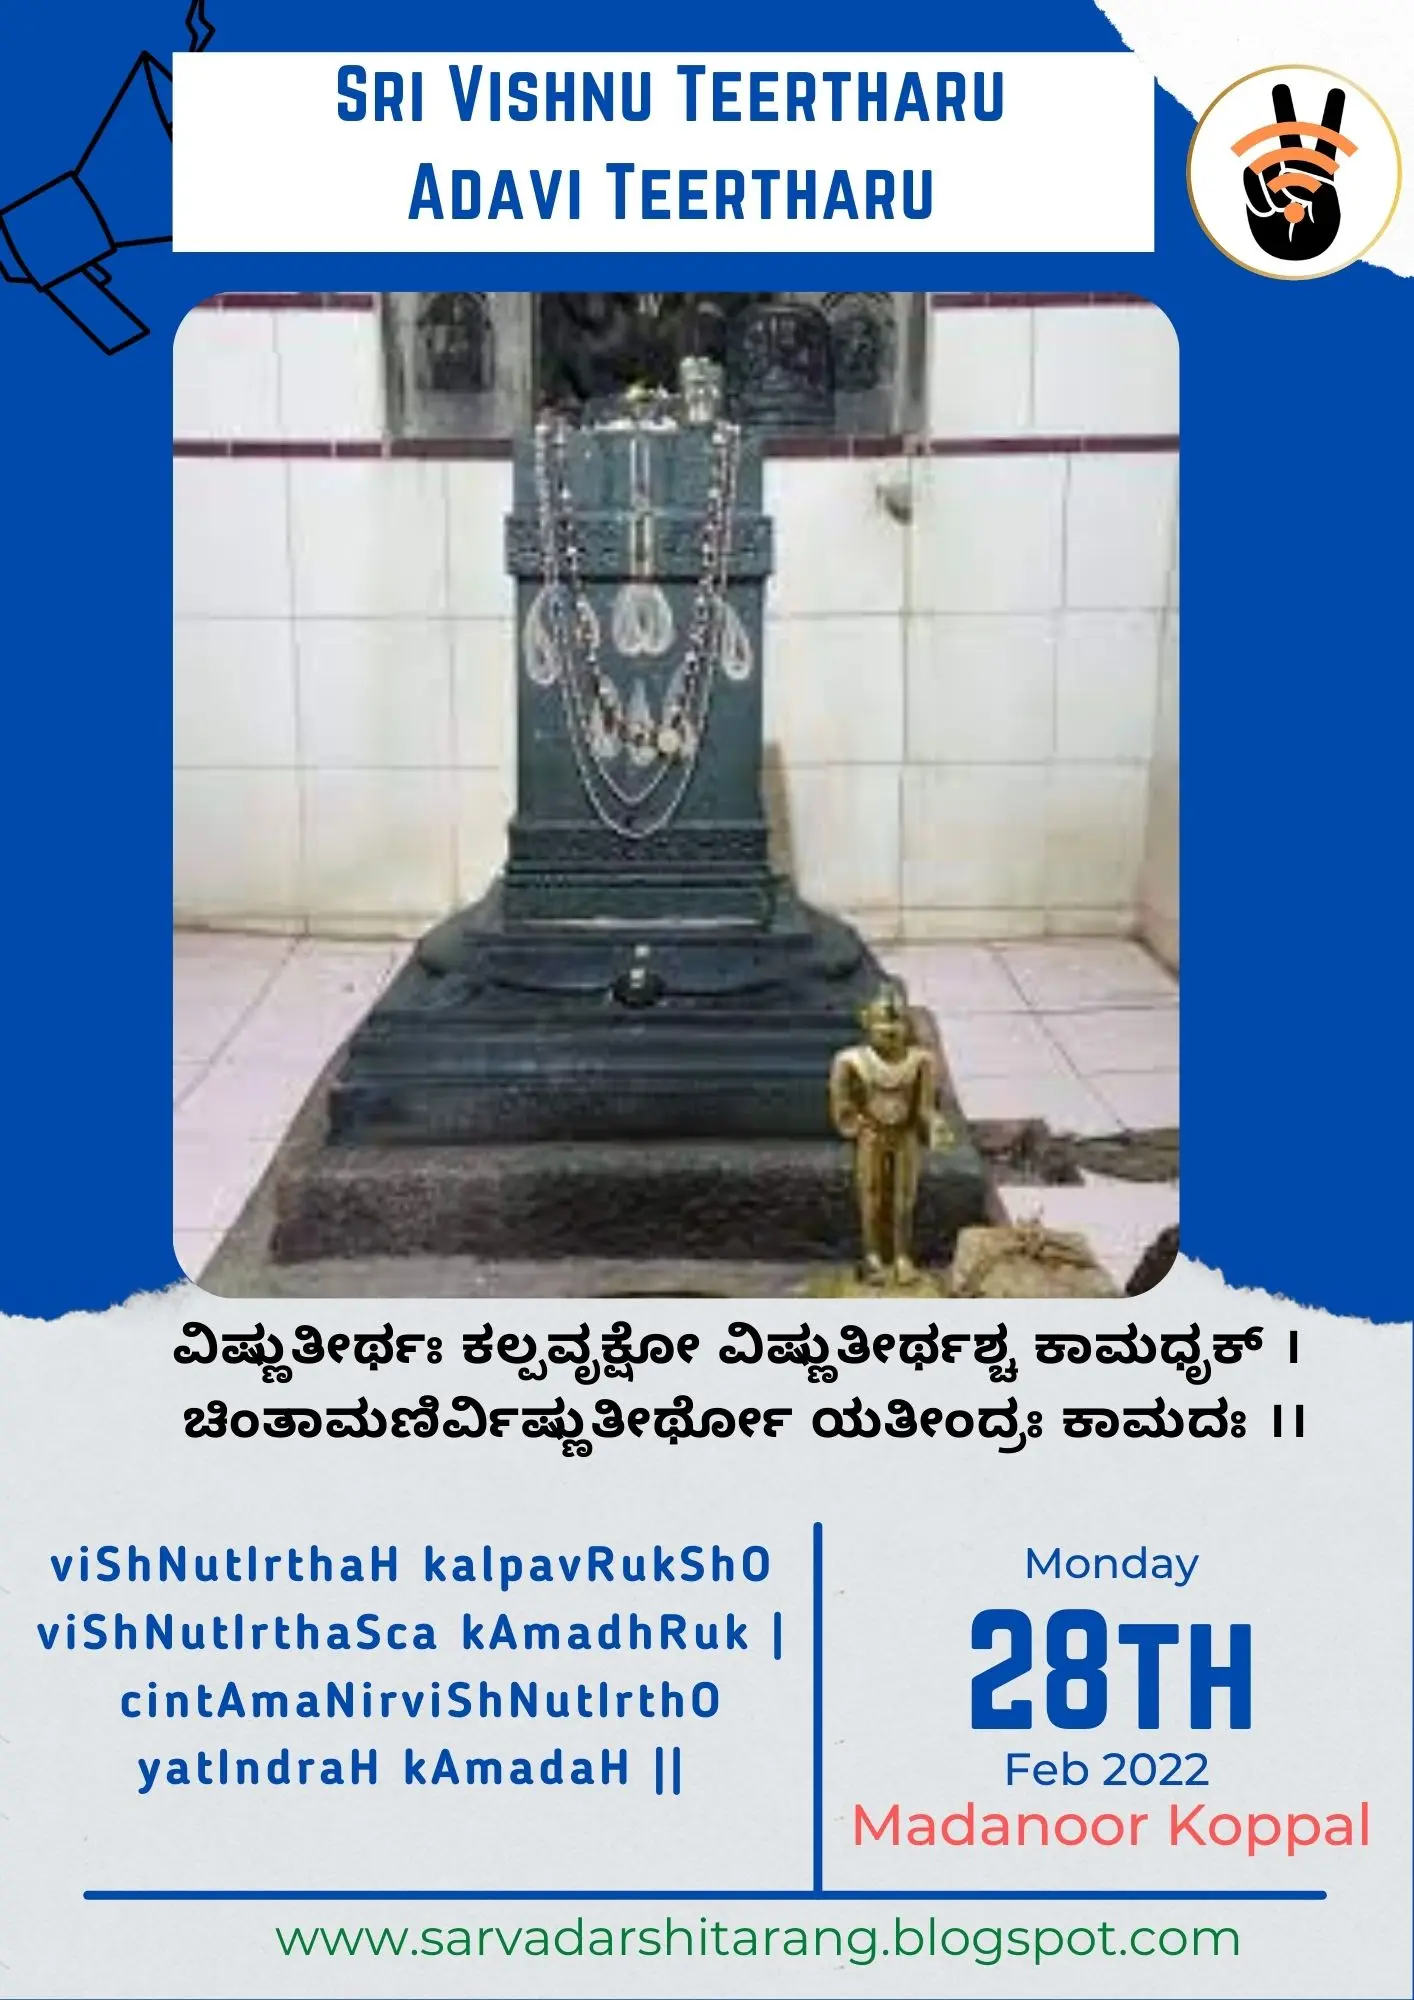 SRI VISHNU TEERTHARU
ADAVI TEERTHARU
ವಿಷ್ಣುತೀರ್ಥಃ ಕಲ್ಪವೃಕ್ಷೋ ವಿಷ್ಣುತೀರ್ಥಶ್ಚ ಕಾಮಧೃಕ್ ।
ಚಿಂತಾಮಣಿರ್ವಿಷ್ಣುತೀರ್ಥೋ ಯತೀಂದ್ರಃ ಕಾಮದಃ ।।
viShNutIrthaH kalpavRukShO
viShNutIrthaSca kAmadhRuk |
cintAmaNirviShNutIrthO
yatIndraH kAmadaH ||
Monday
28TH
Feb 2022
Madanoor Koppal
www.sarvadarshitarang.blogspot.com